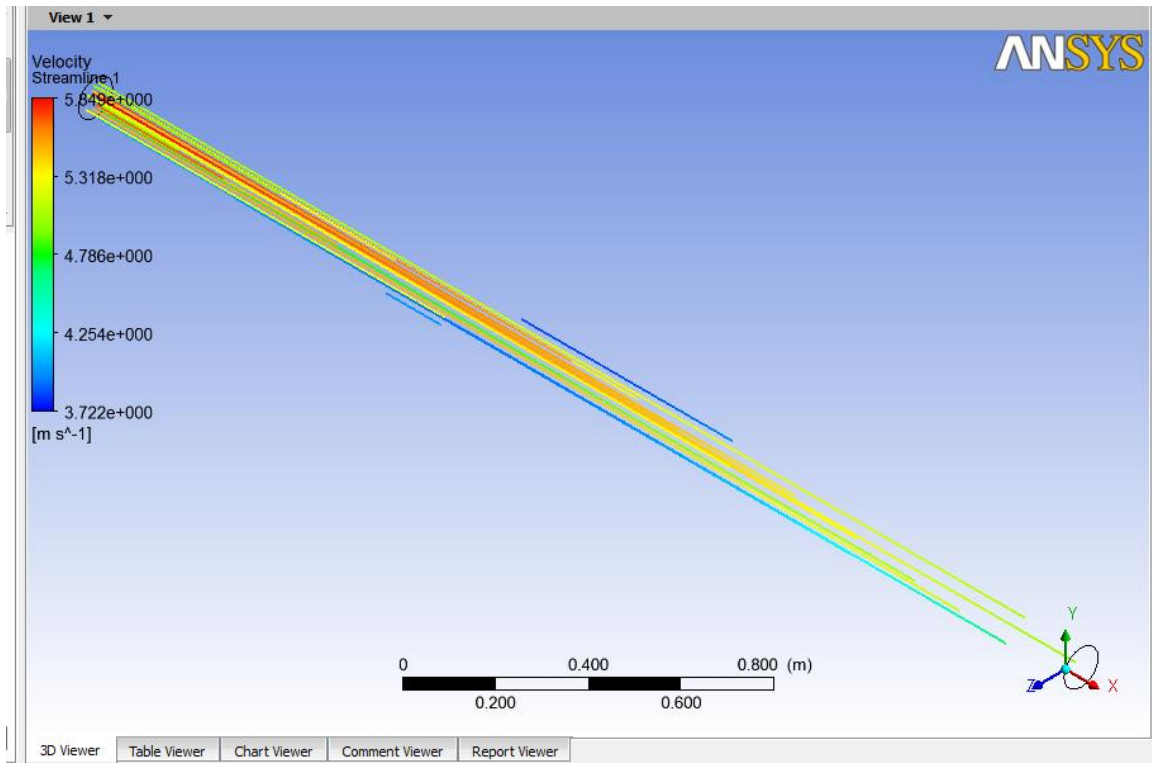 View 1
ANSYS
Velocity
Streamline 1
5.849e+000
5.318e+000
4.786e+000
4.254e+000
3.722e+000
[m s^-1]
0 0.400 0.800 (m)
0.200 0.600
Y
Z X
3D Viewer Table Viewer Chart Viewer Comment Viewer Report Viewer